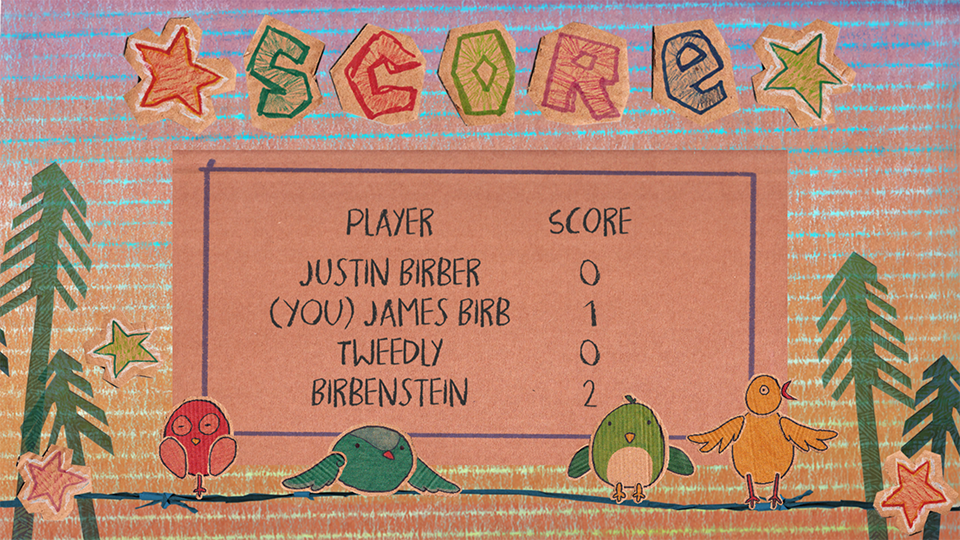 SCORe
PLAYER SCORE
JUSTIN BIRBER 0
(YOU) JAMES BIRB 1
TWEEDLY 0
BIRBENSTEIN 2